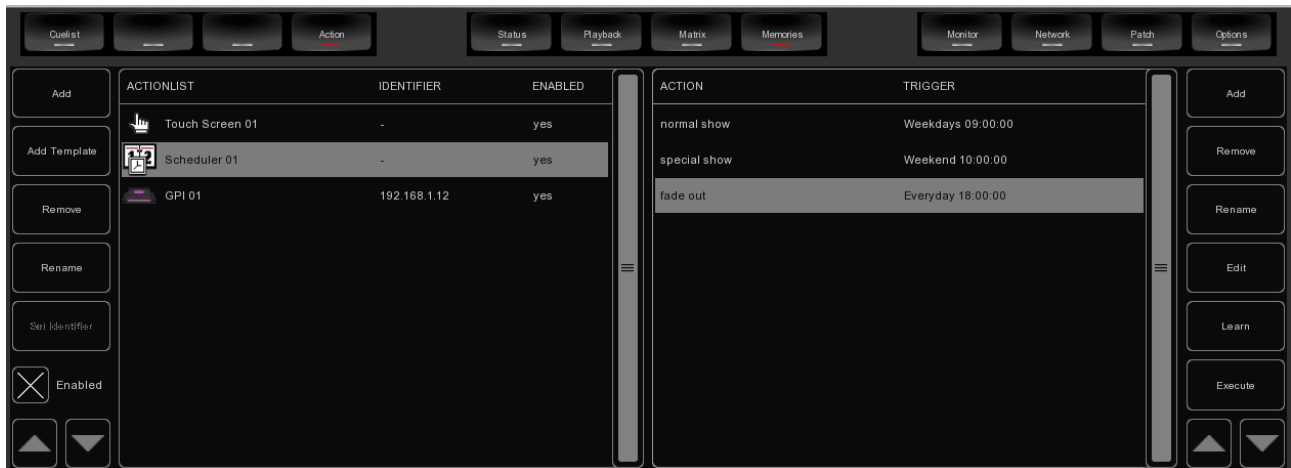 Cuelist Action Status Playback Matrix Memories Monitor Network Patch Options
Add
Add Template
Remove
Rename
Set Identifier
Enabled
ACTIONLIST IDENTIFIER ENABLED
Touch Screen 01 - yes
Scheduler 01 - yes
GPI 01 192.168.1.12 yes
ACTION TRIGGER
normal show Weekdays 09:00:00
special show Weekend 10:00:00
fade out Everyday 18:00:00
Add
Remove
Rename
Edit
Learn
Execute